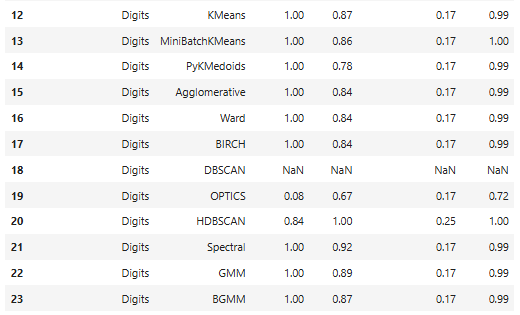 12 Digits KMeans 1.00 0.87 0.17 0.99
13 Digits MiniBatchKMeans 1.00 0.86 0.17 1.00
14 Digits PyKMedoids 1.00 0.78 0.17 0.99
15 Digits Agglomerative 1.00 0.84 0.17 0.99
16 Digits Ward 1.00 0.84 0.17 0.99
17 Digits BIRCH 1.00 0.84 0.17 0.99
18 Digits DBSCAN NaN NaN NaN NaN
19 Digits OPTICS 0.08 0.67 0.17 0.72
20 Digits HDBSCAN 0.84 1.00 0.25 1.00
21 Digits Spectral 1.00 0.92 0.17 0.99
22 Digits GMM 1.00 0.89 0.17 0.99
23 Digits BGMM 1.00 0.87 0.17 0.99